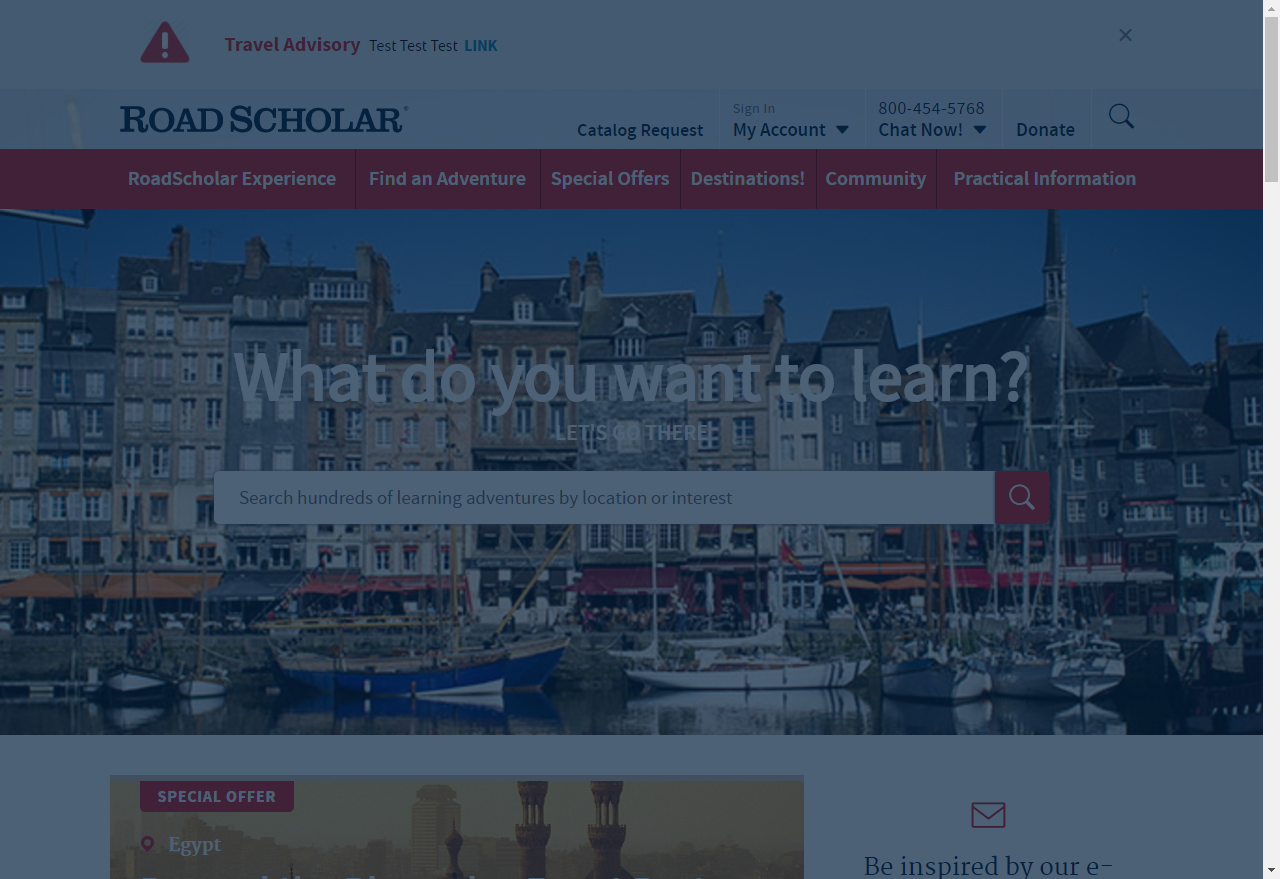 Travel Advisory Test Test Test LINK
ROAD SCHOLAR®
Catalog Request
Sign In
My Account
800-454-5768
Chat Now!
Donate
RoadScholar Experience
Find an Adventure
Special Offers
Destinations!
Community
Practical Information
What do you want to learn?
LET'S GO THERE
Search hundreds of learning adventures by location or interest
SPECIAL OFFER
Egypt
Be inspired by our e-